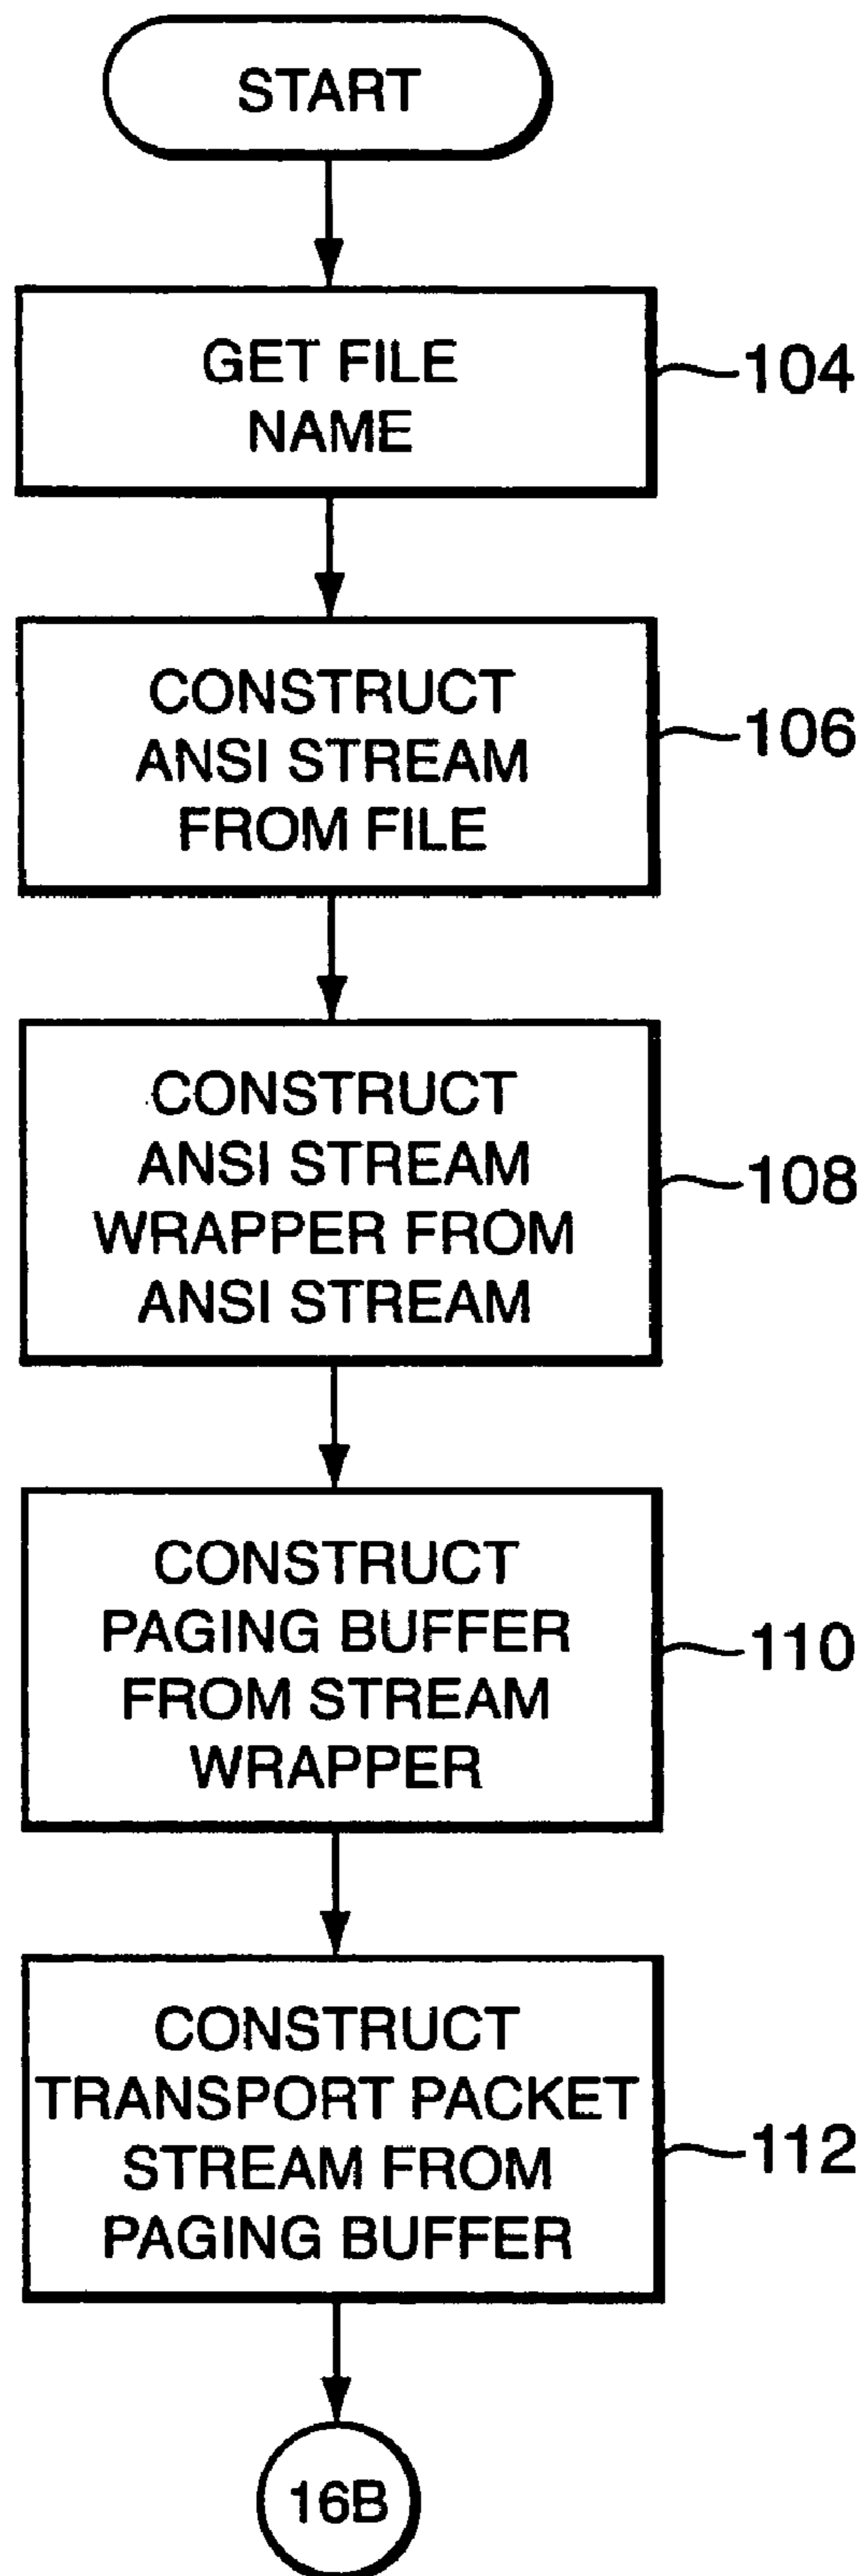 START
GET FILE
NAME
104
CONSTRUCT
ANSI STREAM
FROM FILE
106
CONSTRUCT
ANSI STREAM
WRAPPER FROM
ANSI STREAM
108
CONSTRUCT
PAGING BUFFER
FROM STREAM
WRAPPER
110
CONSTRUCT
TRANSPORT PACKET
STREAM FROM
PAGING BUFFER
112
16B